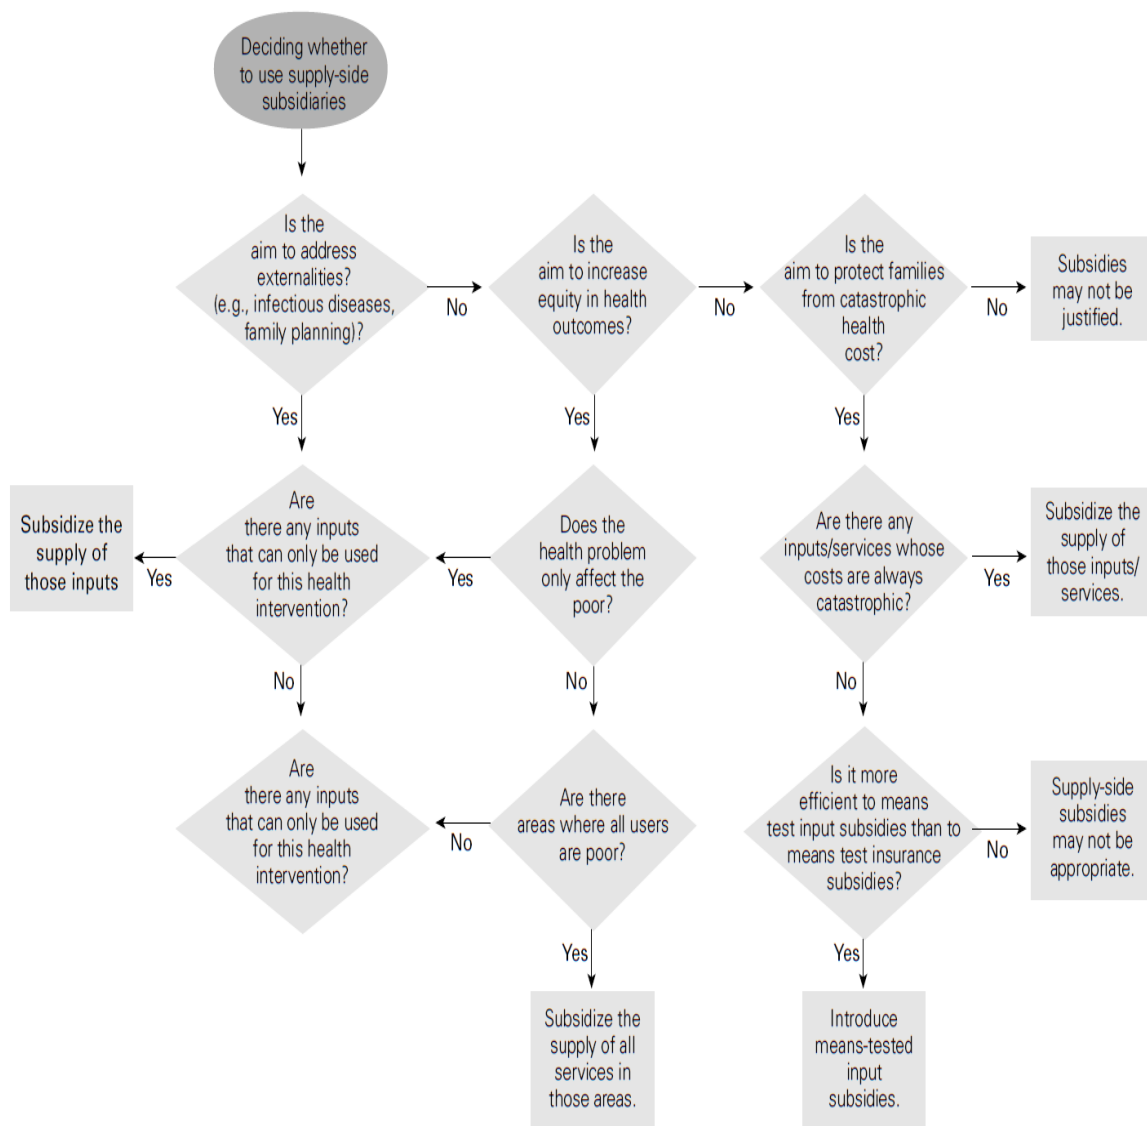 Deciding whether
to use supply-side
subsidiaries
Is the
aim to address
externalities?
(e.g., infectious diseases,
family planning)?
No
Is the
aim to increase
equity in health
outcomes?
No
Is the
aim to protect families
from catastrophic
health
cost?
No
Subsidies
may not be
justified.
Yes
Yes
Yes
Subsidize the
supply of
those inputs
Yes
Are
there any inputs
that can only be used
for this health
intervention?
Yes
Does the
health problem
only affect the
poor?
Are there any
inputs/services whose
costs are always
catastrophic?
Yes
Subsidize the
supply of
those inputs/
services.
No
No
No
Are
there any inputs
that can only be used
for this health
intervention?
No
Are there
areas where all users
are poor?
Is it more
efficient to means
test input subsidies than to
means test insurance
subsidies?
No
Supply-side
subsidies
may not be
appropriate.
Yes
Yes
Subsidize the
supply of all
services in
those areas.
Introduce
means-tested
input
subsidies.